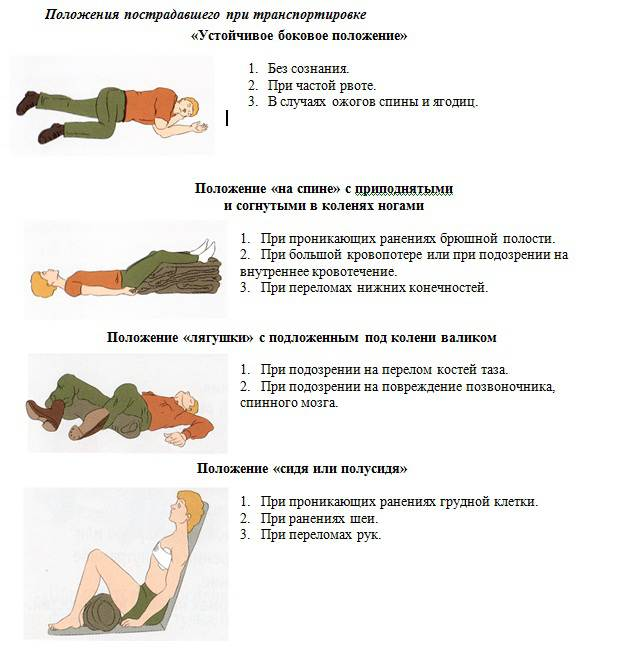 Положения пострадавшего при транспортировке
«Устойчивое боковое положение»
1. Без сознания.
2. При частой рвоте.
3. В случаях ожогов спины и ягодиц.
Положение «на спине» с приподнятыми
и согнутыми в коленях ногами
1. При проникающих ранениях брюшной полости.
2. При большой кровопотере или при подозрении на
внутреннее кровотечение.
3. При переломах нижних конечностей.
Положение «лягушки» с подложенным под колени валиком
1. При подозрении на перелом костей таза.
2. При подозрении на повреждение позвоночника,
спинного мозга.
Положение «сидя или полусидя»
1. При проникающих ранениях грудной клетки.
2. При ранениях шеи.
3. При переломах рук.